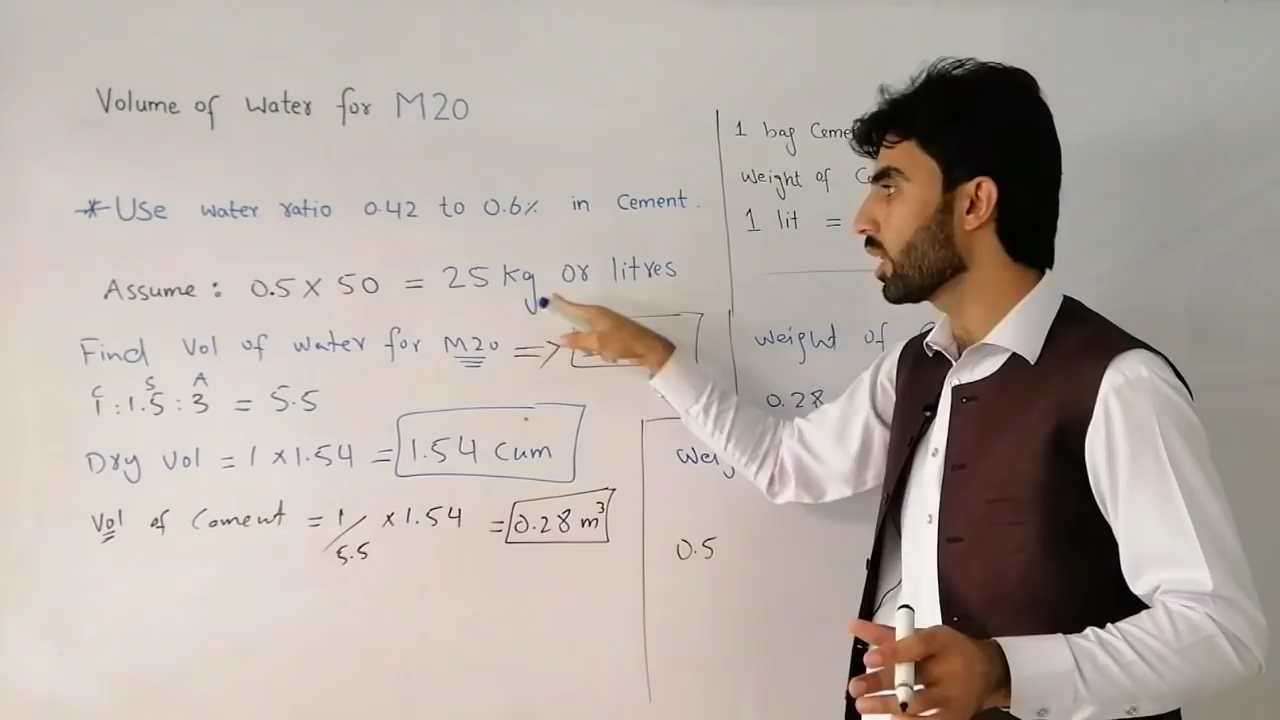 Volume of Water for M20
* Use water ratio 0.42 to 0.6% in Cement.
Assume: 0.5 X 50 = 25 Kg or litres
Find Vol of water for M20 =>
C S A
1 : 1.5 : 3 = 5.5
Dry Vol = 1 x 1.54 = 1.54 Cum
Vol of Cement = 1/5.5 x 1.54 = 0.28 m³
1 bag
weight of
1 lit =
weight of
0.28
0.5